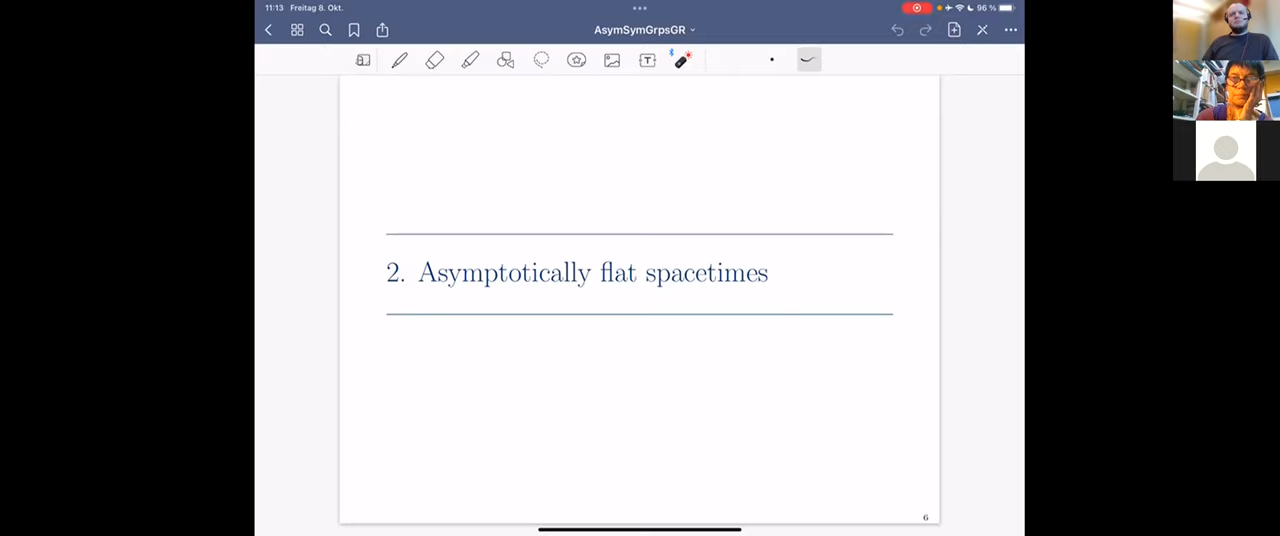 11:13 Freitag 8. Okt.
96 %
AsymSymGrpsGR
T
2. Asymptotically flat spacetimes
6